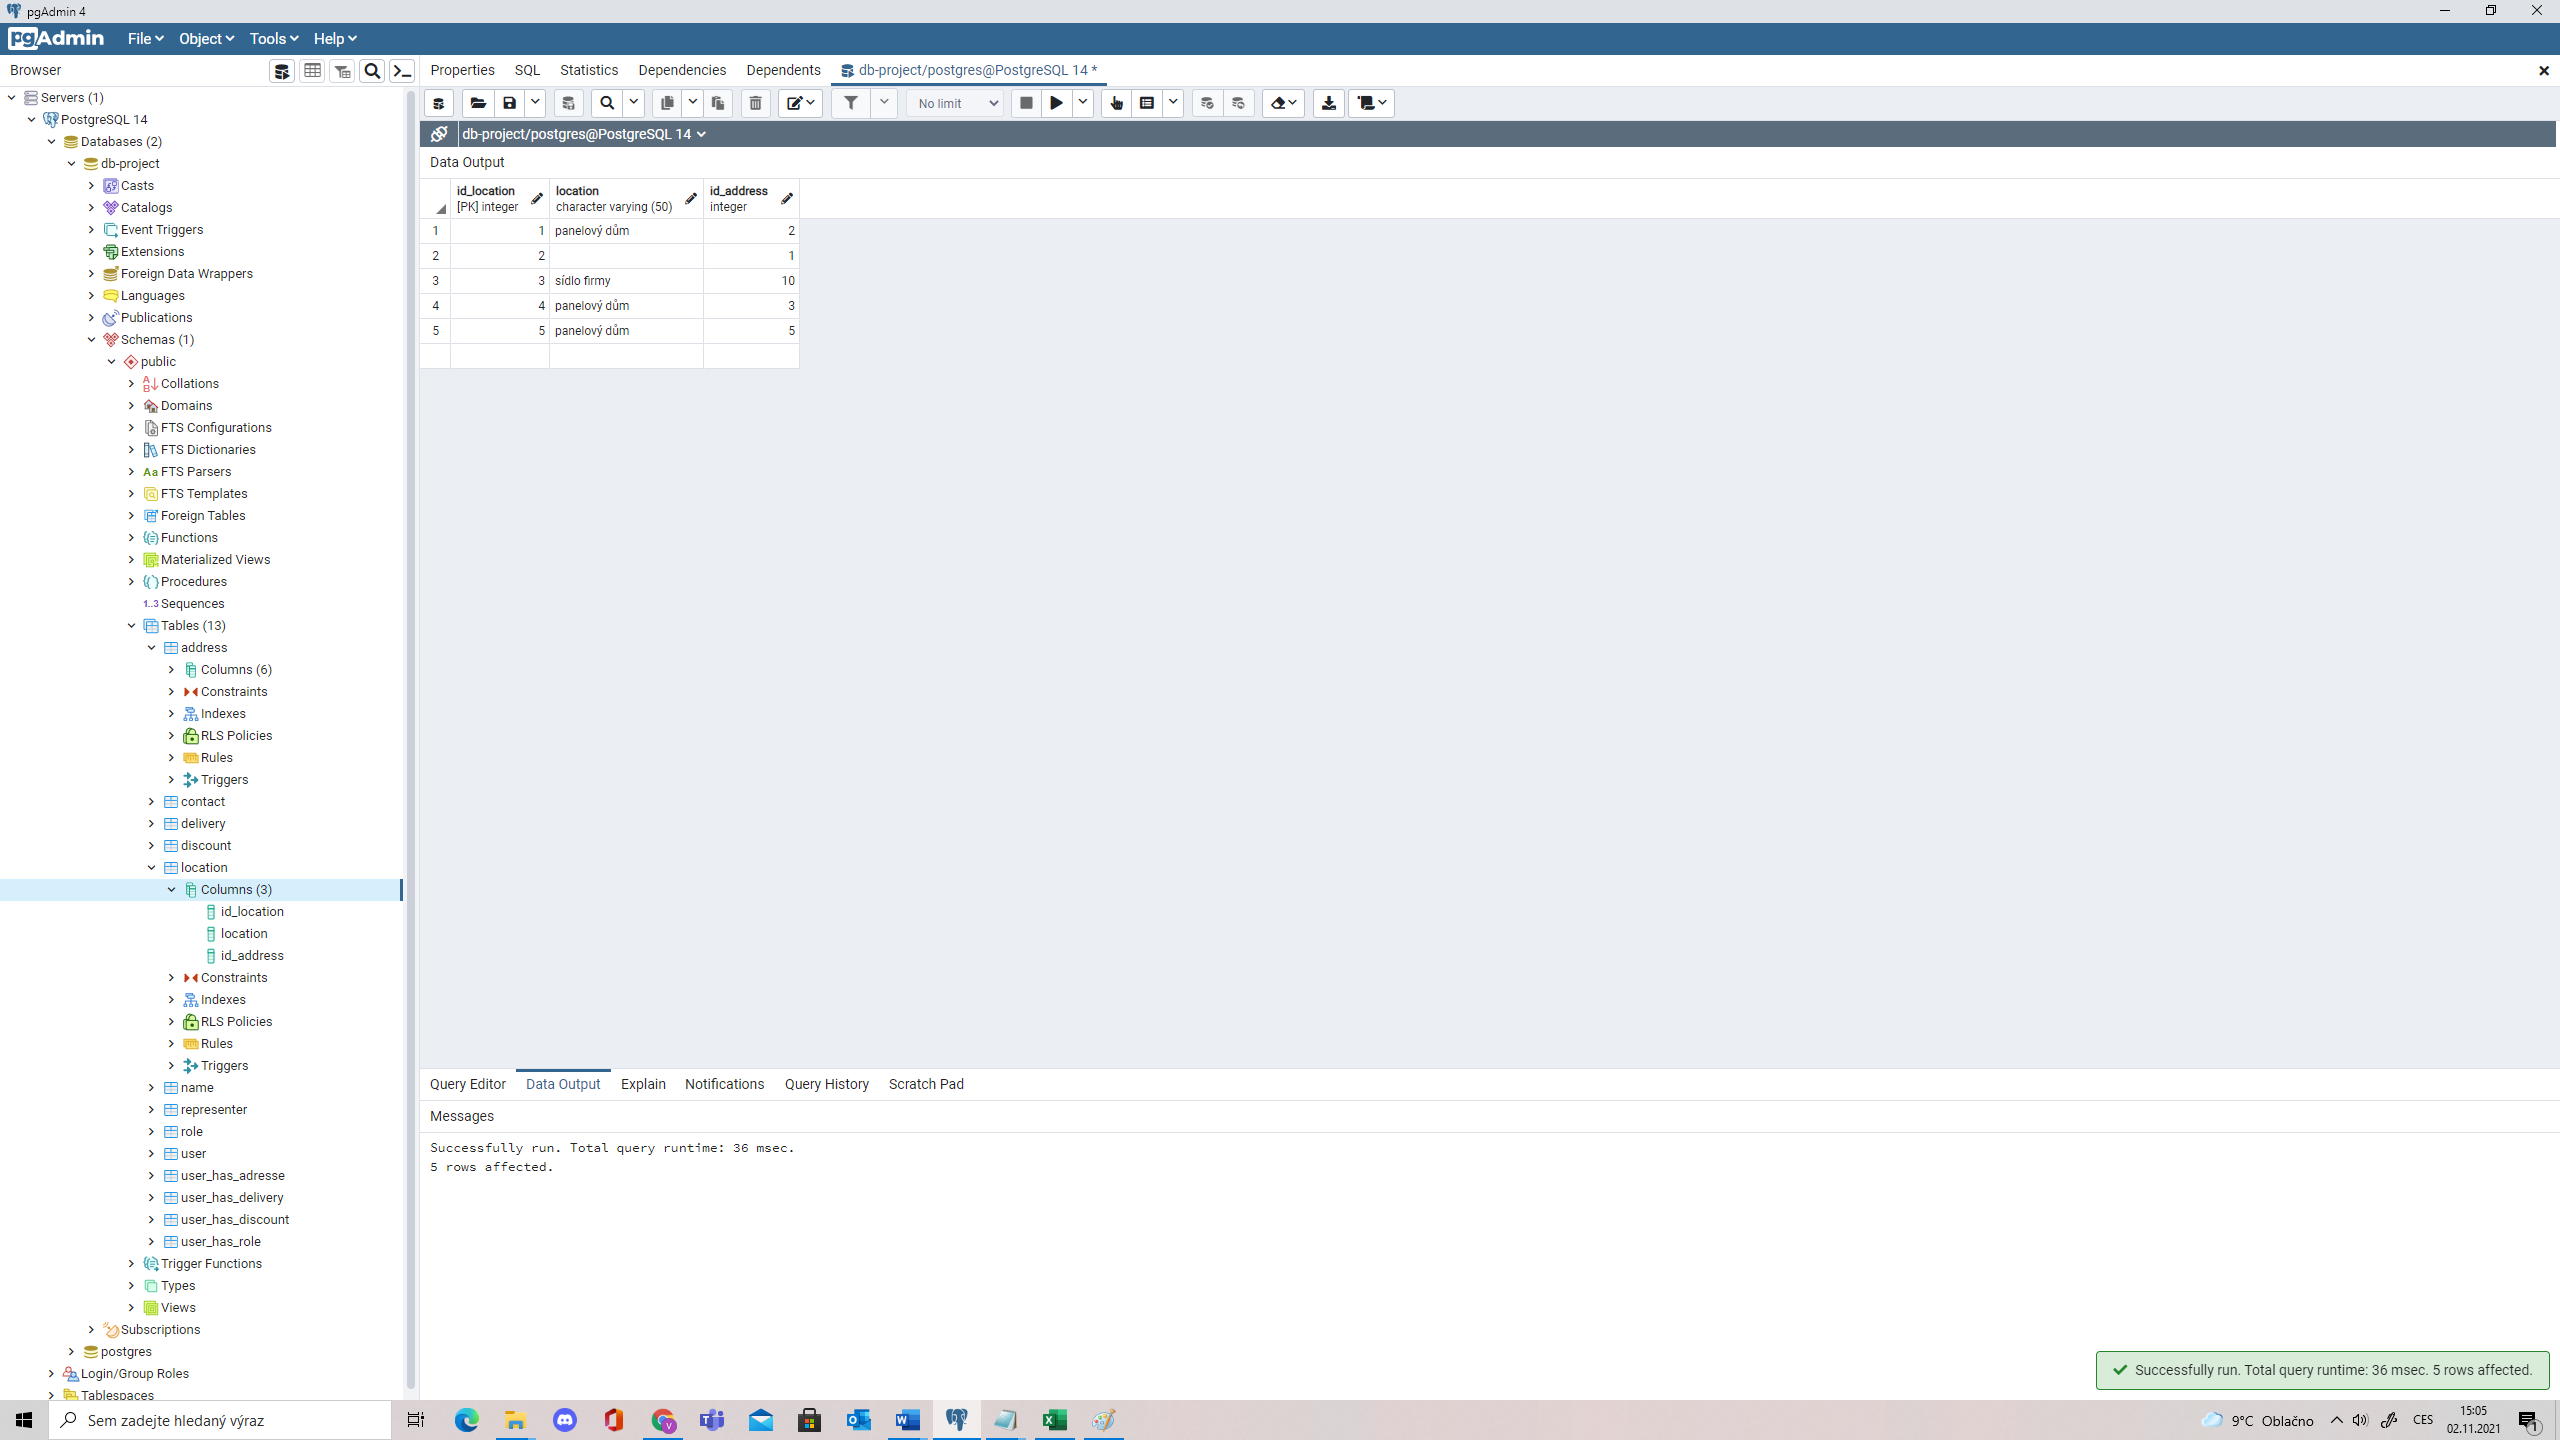 pgAdmin 4
pgAdmin File Object Tools Help
Browser
Properties SQL Statistics Dependencies Dependents db-project/postgres@PostgreSQL 14 *
No limit
db-project/postgres@PostgreSQL 14
Data Output
id_location location id_address
[PK] integer character varying (50) integer
1 1 panelový dům 2
2 2 1
3 3 sídlo firmy 10
4 4 panelový dům 3
5 5 panelový dům 5
Servers (1)
PostgreSQL 14
Databases (2)
db-project
Casts
Catalogs
Event Triggers
Extensions
Foreign Data Wrappers
Languages
Publications
Schemas (1)
public
Collations
Domains
FTS Configurations
FTS Dictionaries
Aa FTS Parsers
FTS Templates
Foreign Tables
Functions
Materialized Views
Procedures
1..3 Sequences
Tables (13)
address
Columns (6)
Constraints
Indexes
RLS Policies
Rules
Triggers
contact
delivery
discount
location
Columns (3)
id_location
location
id_address
Constraints
Indexes
RLS Policies
Rules
Triggers
name
representer
role
user
user_has_adresse
user_has_delivery
user_has_discount
user_has_role
Trigger Functions
Types
Views
Subscriptions
postgres
Login/Group Roles
Tablespaces
Query Editor Data Output Explain Notifications Query History Scratch Pad
Messages
Successfully run. Total query runtime: 36 msec.
5 rows affected.
Successfully run. Total query runtime: 36 msec. 5 rows affected.
Sem zadejte hledaný výraz
9°C Oblačno
CES
15:05
02.11.2021
1